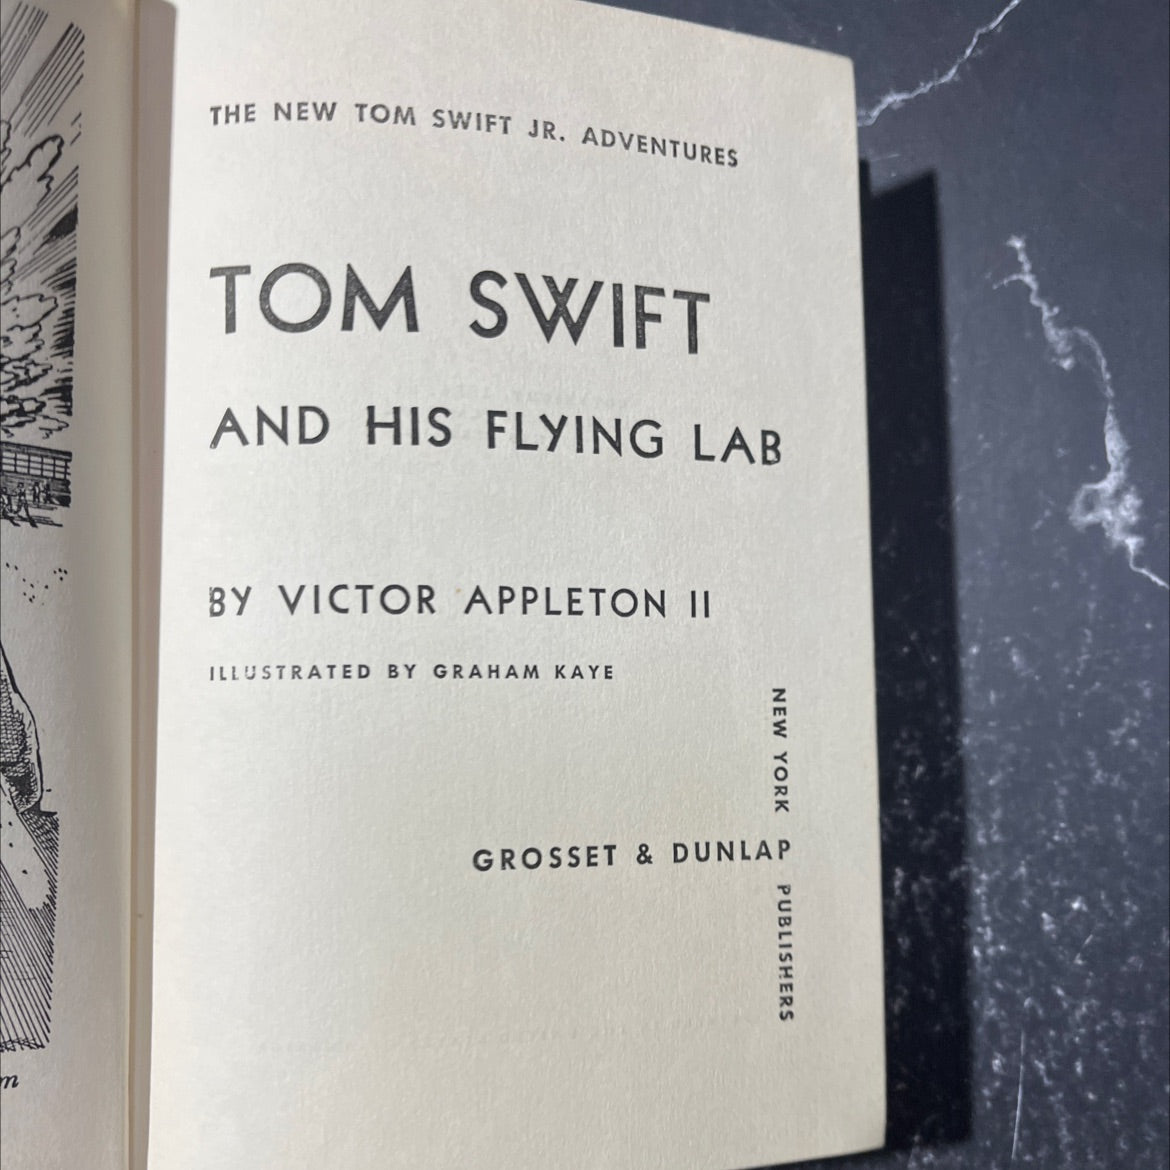 THE NEW TOM SWIFT JR. ADVENTURES
TOM SWIFT
AND HIS FLYING LAB
BY VICTOR APPLETON II
ILLUSTRATED BY GRAHAM KAYE
NEW YORK
GROSSET & DUNLAP
PUBLISHERS